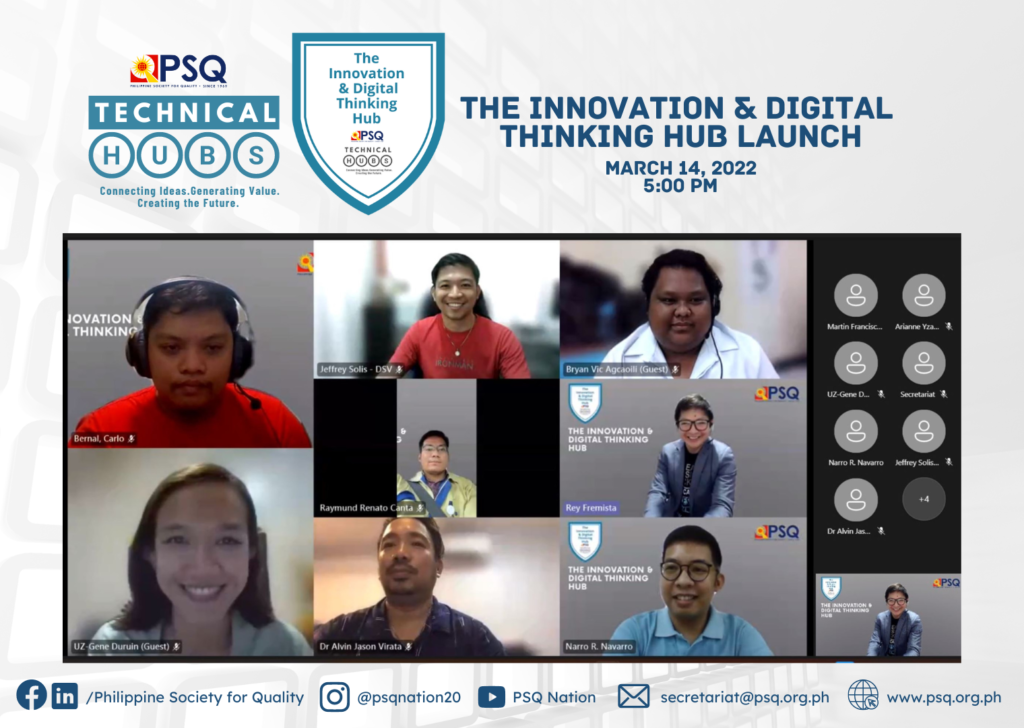 PSQ
PHILIPPINE SOCIETY FOR QUALITY • SINCE 1969
TECHNICAL
HUBS
Connecting Ideas.Generating Value.
Creating the Future.
The
Innovation
& Digital
Thinking
Hub
PSQ
TECHNICAL
HUBS
THE INNOVATION & DIGITAL
THINKING HUB LAUNCH
MARCH 14, 2022
5:00 PM
NOVATION &
THINKING
Bernal, Carlo
Jeffrey Solis - DSV
Bryan Vic Agcaoili (Guest)
Raymund Renato Canta
PSQ
THE INNOVATION &
DIGITAL THINKING
HUB
Rey Fremista
UZ-Gene Duruin (Guest)
Dr Alvin Jason Virata
PSQ
THE INNOVATION &
DIGITAL THINKING
HUB
Narro R. Navarro
Martin Francisc...
Arianne Yza...
UZ-Gene D...
Secretariat
Narro R. Navarro
Jeffrey Solis...
Dr Alvin Jas...
+4
PSQ
THE INNOVATION &
DIGITAL THINKING
HUB
/Philippine Society for Quality
@psqnation20
PSQ Nation
secretariat@psq.org.ph
www.psq.org.ph